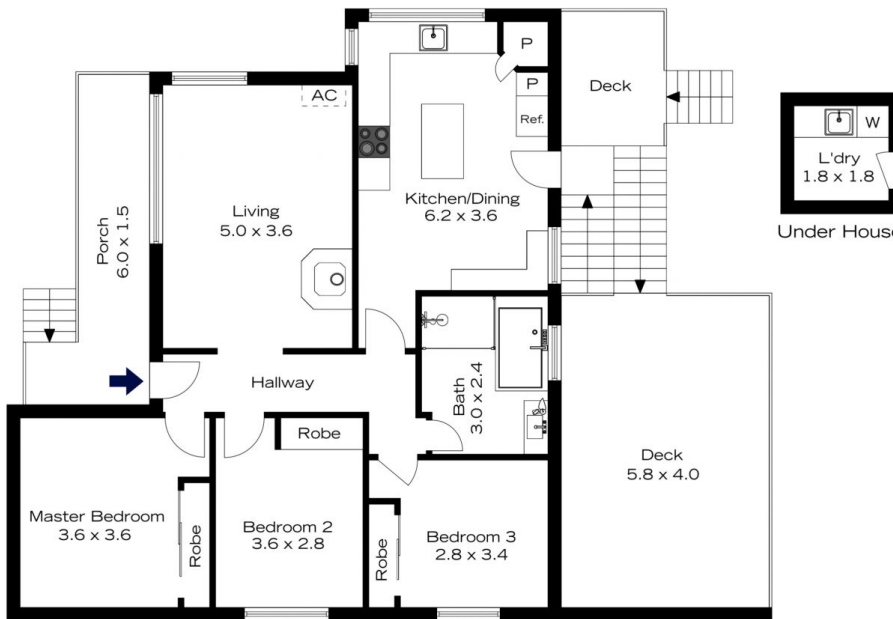 AC
P
P
Ref.
Deck
W
L'dry
1.8 x 1.8
Under House
Kitchen/Dining
6.2 x 3.6
Living
5.0 x 3.6
Porch
6.0 x 1.5
Hallway
Bath
3.0 x 2.4
Robe
Deck
5.8 x 4.0
Master Bedroom
3.6 x 3.6
Robe
Bedroom 2
3.6 x 2.8
Robe
Bedroom 3
2.8 x 3.4